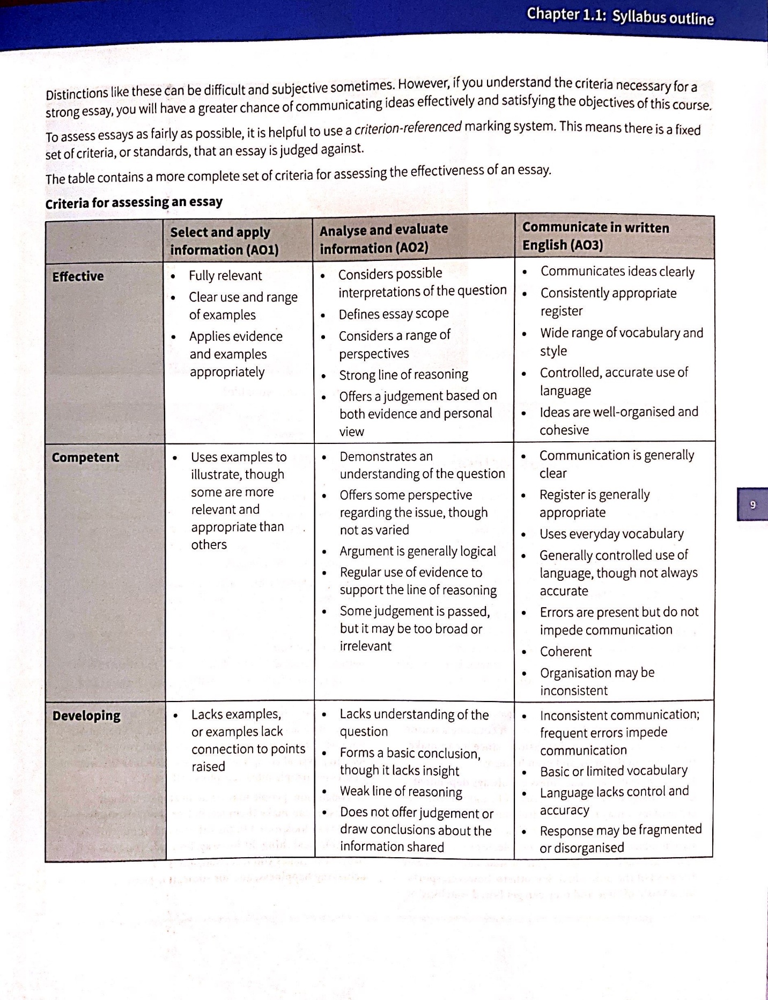 Chapter 1.1: Syllabus outline
Distinctions like these can be difficult and subjective sometimes. However, if you understand the criteria necessary for a
strong essay, you will have a greater chance of communicating ideas effectively and satisfying the objectives of this course.
To assess essays as fairly as possible, it is helpful to use a criterion-referenced marking system. This means there is a fixed
set of criteria, or standards, that an essay is judged against.
The table contains a more complete set of criteria for assessing the effectiveness of an essay.
Criteria for assessing an essay
Select and apply
information (AO1)
Analyse and evaluate
information (AO2)
Communicate in written
English (AO3)
Effective
• Fully relevant
• Clear use and range
of examples
• Applies evidence
and examples
appropriately
• Considers possible
interpretations of the question
• Defines essay scope
• Considers a range of
perspectives
• Strong line of reasoning
• Offers a judgement based on
both evidence and personal
view
• Communicates ideas clearly
• Consistently appropriate
register
• Wide range of vocabulary and
style
• Controlled, accurate use of
language
• Ideas are well-organised and
cohesive
Competent
• Uses examples to
illustrate, though
some are more
relevant and
appropriate than
others
• Demonstrates an
understanding of the question
• Offers some perspective
regarding the issue, though
not as varied
• Argument is generally logical
• Regular use of evidence to
support the line of reasoning
• Some judgement is passed,
but it may be too broad or
irrelevant
• Communication is generally
clear
• Register is generally
appropriate
• Uses everyday vocabulary
• Generally controlled use of
language, though not always
accurate
• Errors are present but do not
impede communication
• Coherent
• Organisation may be
inconsistent
Developing
• Lacks examples,
or examples lack
connection to points
raised
• Lacks understanding of the
question
• Forms a basic conclusion,
though it lacks insight
• Weak line of reasoning
• Does not offer judgement or
draw conclusions about the
information shared
• Inconsistent communication;
frequent errors impede
communication
• Basic or limited vocabulary
• Language lacks control and
accuracy
• Response may be fragmented
or disorganised
9